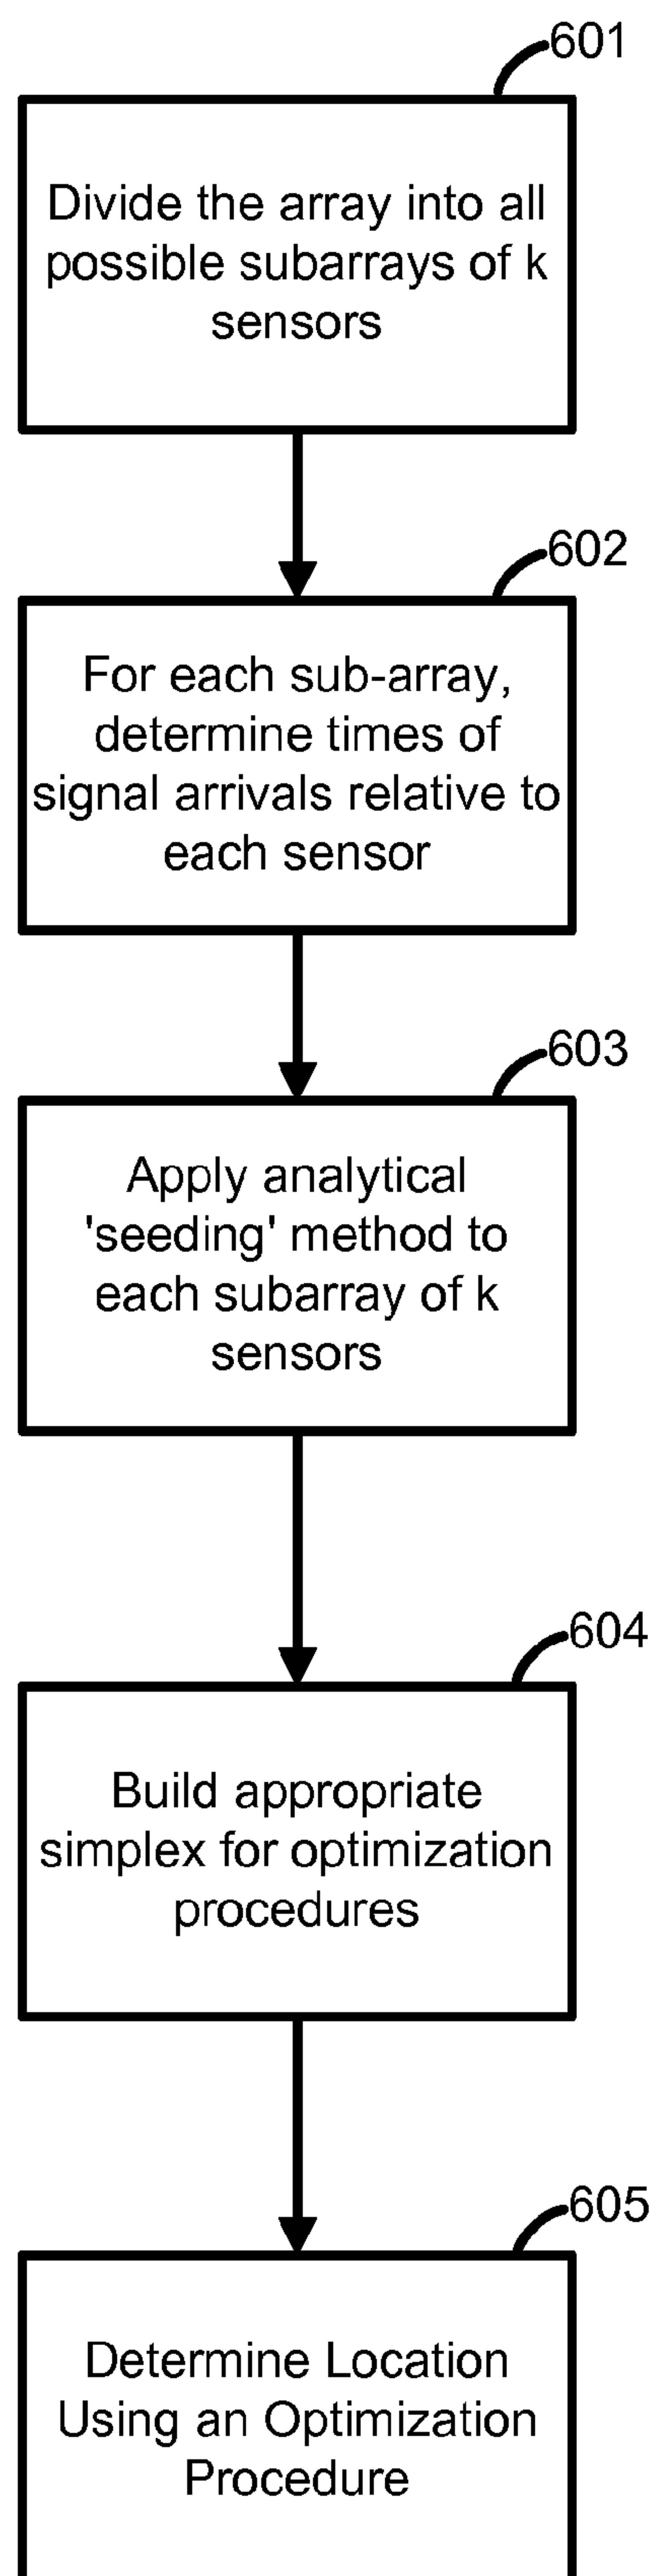 601
Divide the array into all
possible subarrays of k
sensors
602
For each sub-array,
determine times of
signal arrivals relative to
each sensor
603
Apply analytical
'seeding' method to
each subarray of k
sensors
604
Build appropriate
simplex for optimization
procedures
605
Determine Location
Using an Optimization
Procedure